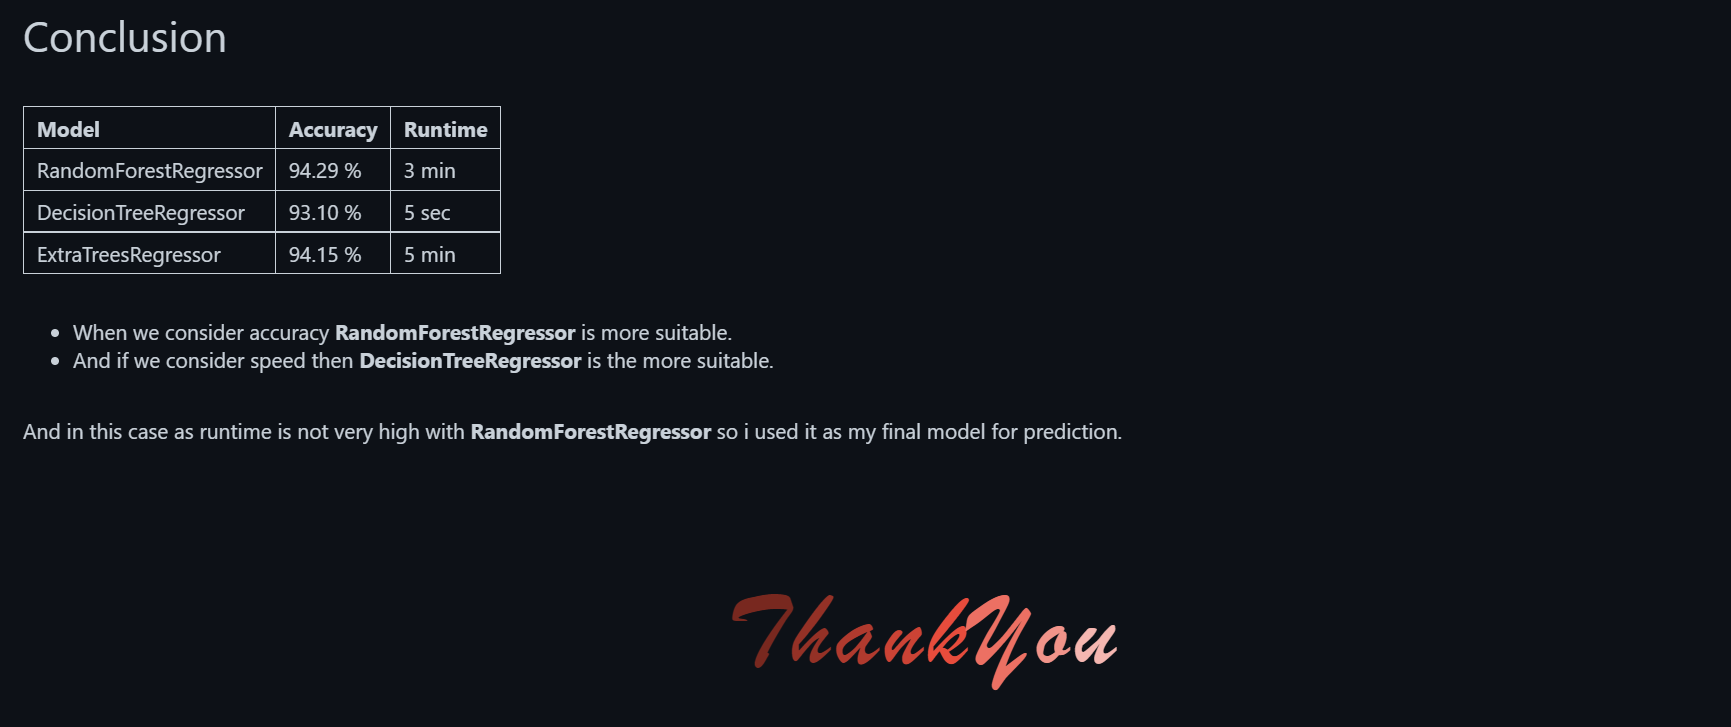 Conclusion
Model Accuracy Runtime
RandomForestRegressor 94.29 % 3 min
DecisionTreeRegressor 93.10 % 5 sec
ExtraTreesRegressor 94.15 % 5 min
• When we consider accuracy RandomForestRegressor is more suitable.
• And if we consider speed then DecisionTreeRegressor is the more suitable.
And in this case as runtime is not very high with RandomForestRegressor so i used it as my final model for prediction.
ThankYou